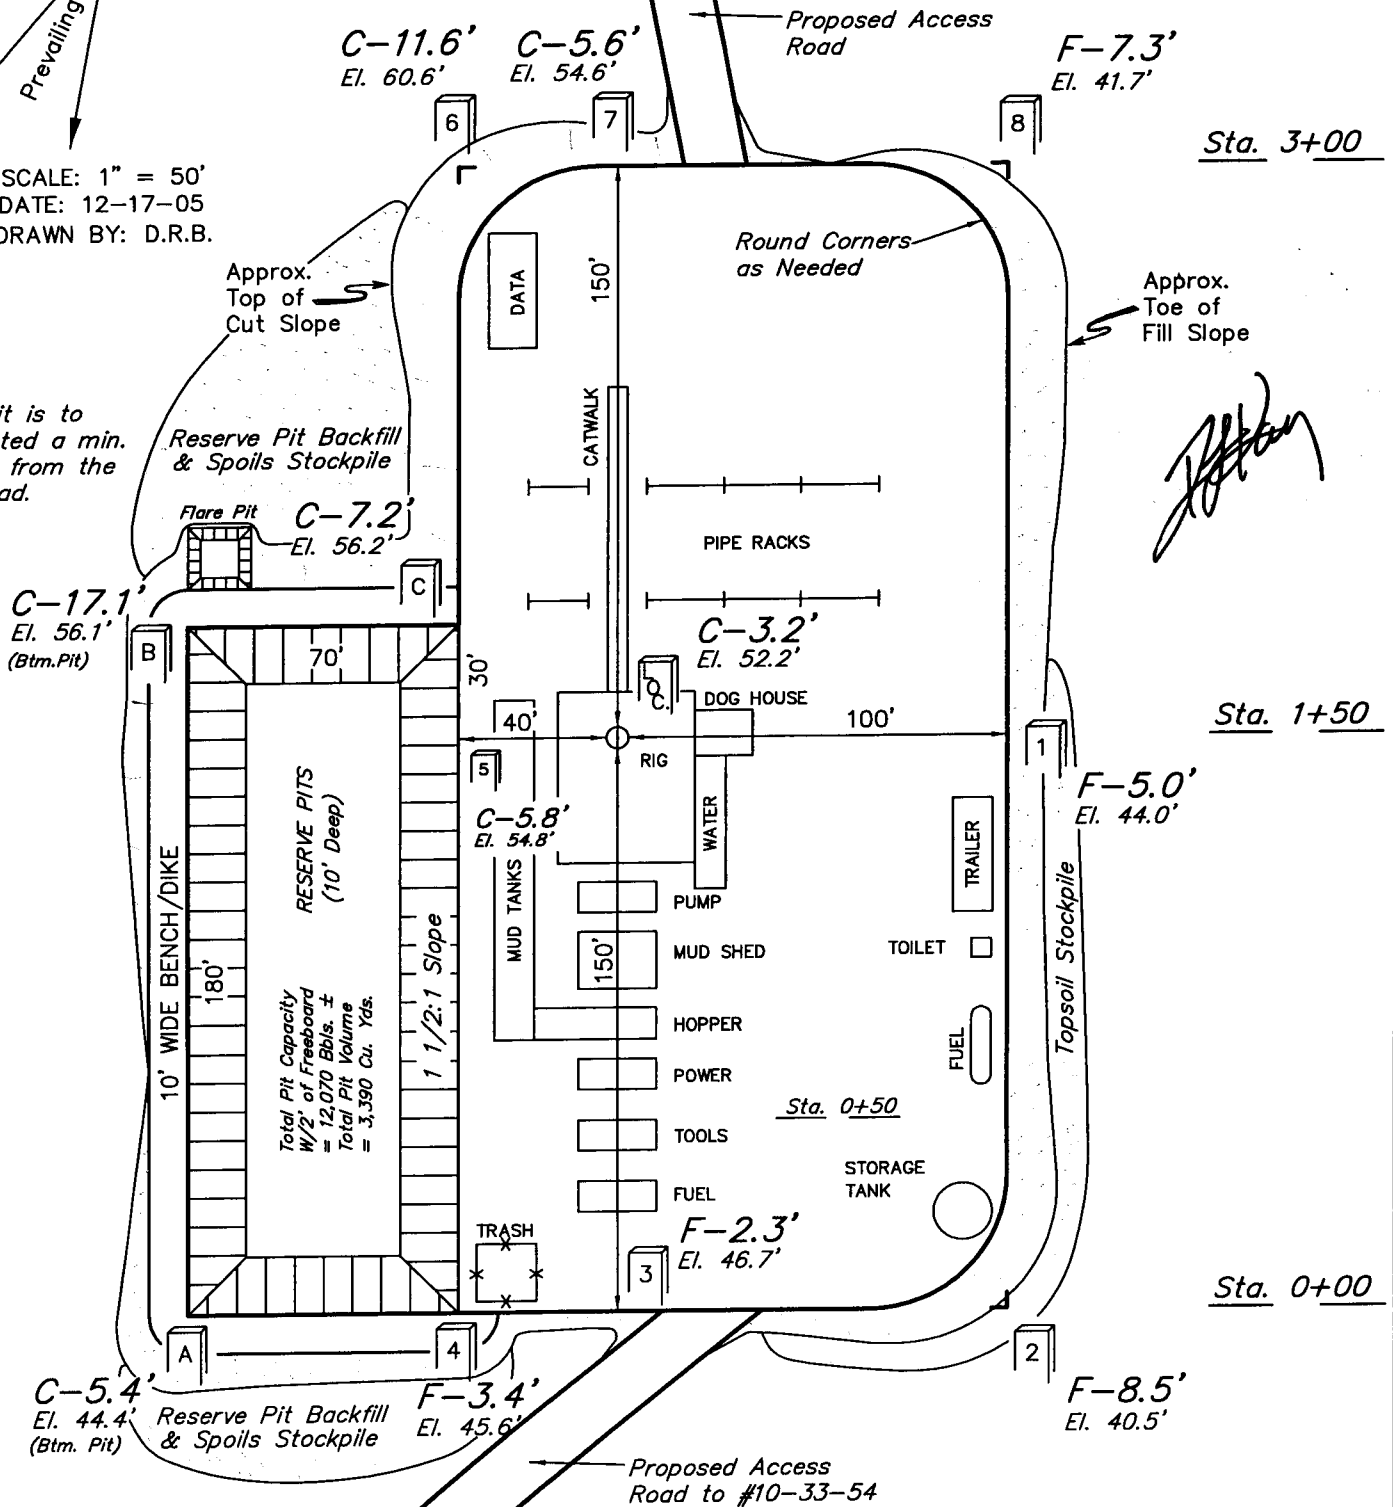 Prevailing
C-11.6'
El. 60.6'
C-5.6'
El. 54.6'
Proposed Access
Road
F-7.3'
El. 41.7'
6
7
8
Sta. 3+00
SCALE: 1" = 50'
DATE: 12-17-05
DRAWN BY: D.R.B.
Approx.
Top of
Cut Slope
DATA
150'
Round Corners
as Needed
Approx.
Toe of
Fill Slope
it is to
ted a min.
from the
ad.
Reserve Pit Backfill
& Spoils Stockpile
CATWALK
Flare Pit
C-7.2'
El. 56.2'
PIPE RACKS
C
C-17.1'
El. 56.1'
(Btm.Pit)
B
70'
30'
C-3.2'
El. 52.2'
LOC.
DOG HOUSE
40'
100'
RIG
Sta. 1+50
1
5
C-5.8'
El. 54.8'
F-5.0'
El. 44.0'
RESERVE PITS
(10' Deep)
WATER
TRAILER
MUD TANKS
10' WIDE BENCH/DIKE
180'
1 1/2:1 Slope
Total Pit Capacity
W/2' of Freeboard
= 12,070 Bbls. ±
Total Pit Volume
= 3,390 Cu. Yds.
PUMP
150'
MUD SHED
TOILET
Topsoil Stockpile
HOPPER
FUEL
POWER
Sta. 0+50
TOOLS
STORAGE
TANK
FUEL
TRASH
F-2.3'
El. 46.7'
3
Sta. 0+00
A
4
2
C-5.4'
El. 44.4'
(Btm. Pit)
Reserve Pit Backfill
& Spoils Stockpile
F-3.4'
El. 45.6'
F-8.5'
El. 40.5'
Proposed Access
Road to #10-33-54